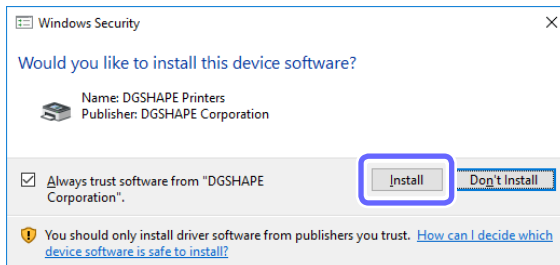 Windows Security
Would you like to install this device software?
Name: DGSHAPE Printers
Publisher: DGSHAPE Corporation
Always trust software from "DGSHAPE
Corporation".
Install
Don't Install
You should only install driver software from publishers you trust. How can I decide which
device software is safe to install?